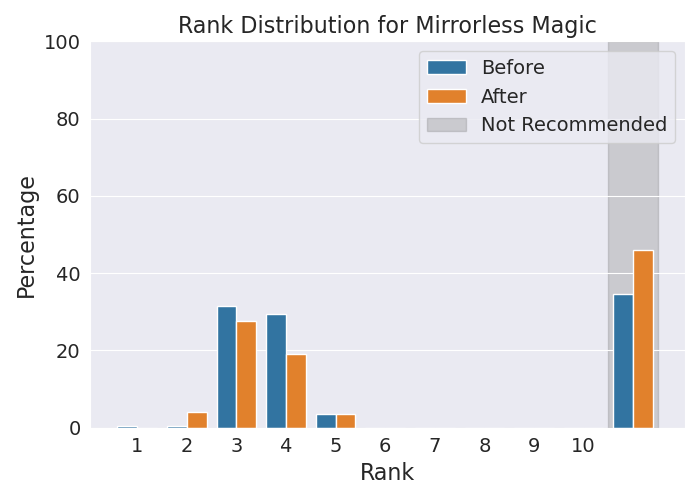 Rank Distribution for Mirrorless Magic
100
80
60
40
20
0
Percentage
Before
After
Not Recommended
1 2 3 4 5 6 7 8 9 10
Rank